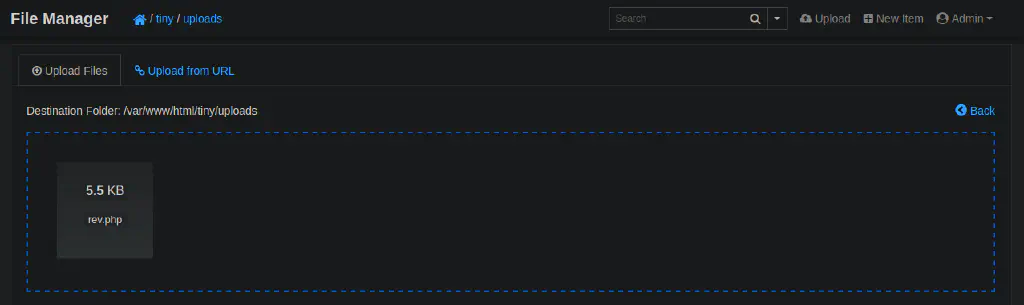 File Manager / tiny / uploads Search Upload New Item Admin
Upload Files Upload from URL
Destination Folder: /var/www/html/tiny/uploads Back
5.5 KB
rev.php